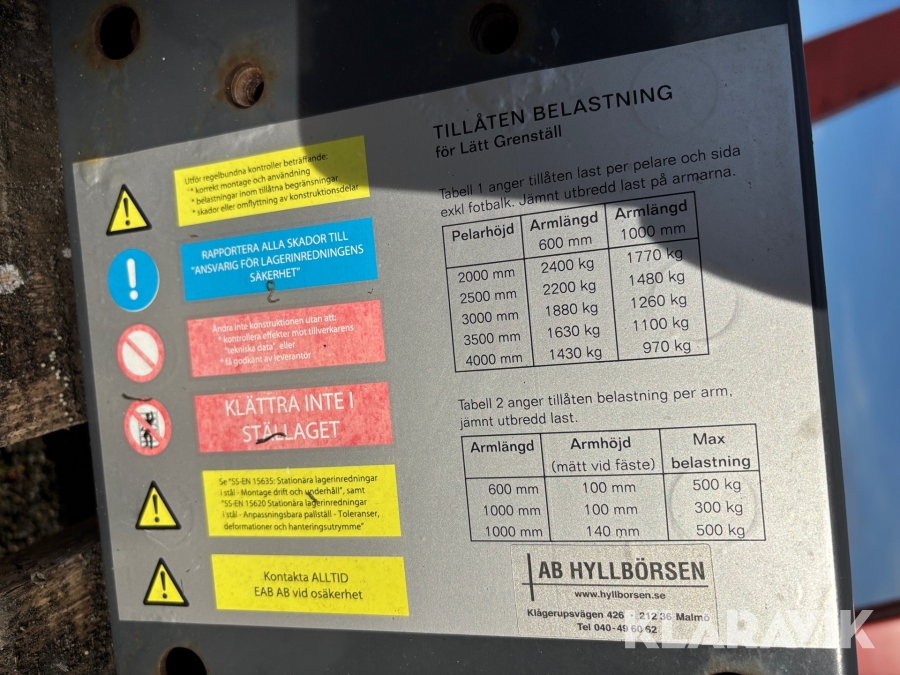 Utför regelbundna kontroller beträffande:
* korrekt montage och användning
* belastningar inom tillåtna begränsningar
* skador eller omflyttning av konstruktionsdelar
RAPPORTERA ALLA SKADOR TILL
"ANSVARIG FÖR LAGERINREDNINGENS
SÄKERHET"
Ändra inte konstruktionen utan att:
* kontrollera effekter mot tillverkarens
"tekniska data" eller
* få godkänt av leverantör
KLÄTTRA INTE I
STÄLLAGET
Se "SS-EN 15635: Stationära lagerinredningar
i stål - Montage drift och underhåll", samt
"SS-EN 15620 Stationära lagerinredningar
i stål - Anpassningsbara pallställ - Toleranser,
deformationer och hanteringsutrymme"
Kontakta ALLTID
EAB AB vid osäkerhet
TILLÅTEN BELASTNING
för Lätt Grenställ
Tabell 1 anger tillåten last per pelare och sida
exkl fotbalk. Jämnt utbredd last på armarna.
Pelarhöjd Armlängd Armlängd
600 mm 1000 mm
2000 mm 2400 kg 1770 kg
2500 mm 2200 kg 1480 kg
3000 mm 1880 kg 1260 kg
3500 mm 1630 kg 1100 kg
4000 mm 1430 kg 970 kg
Tabell 2 anger tillåten belastning per arm,
jämnt utbredd last.
Armlängd Armhöjd Max
(mätt vid fäste) belastning
600 mm 100 mm 500 kg
1000 mm 100 mm 300 kg
1000 mm 140 mm 500 kg
AB HYLLBÖRSEN
www.hyllborsen.se
Klågerupsvägen 426 - 212 36 Malmö
Tel 040-49 60 62
KLARAVIK